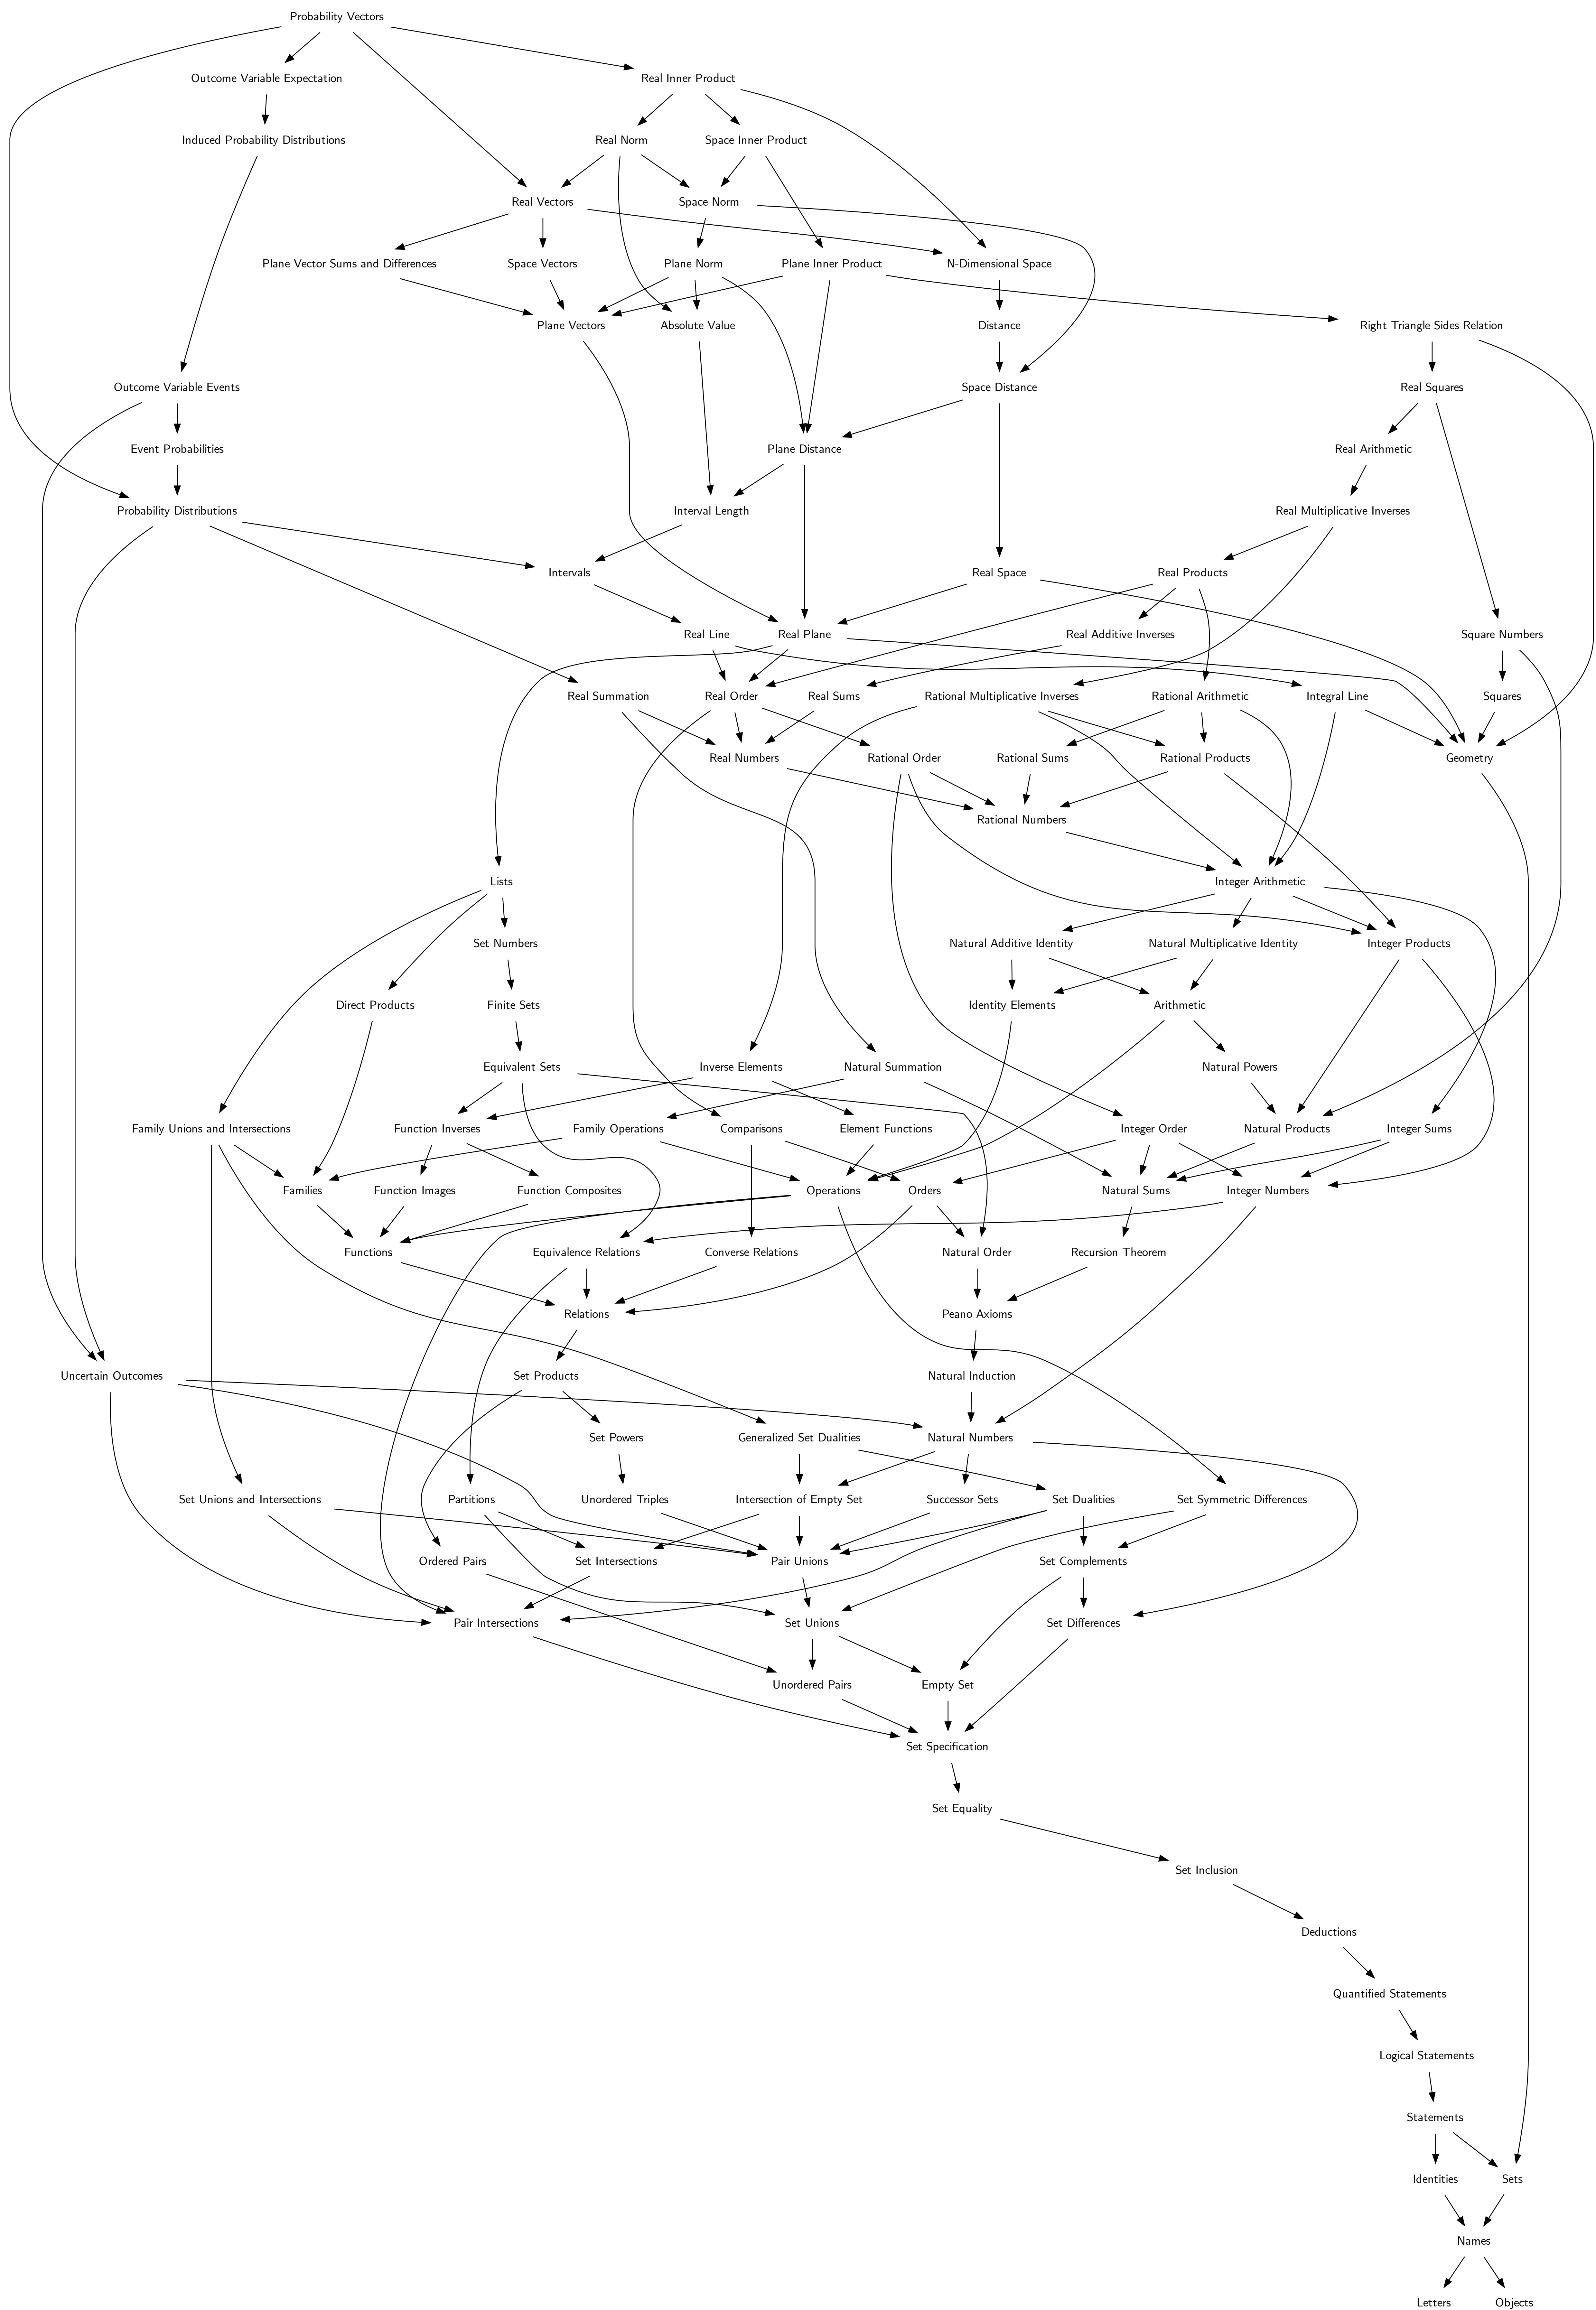 Probability Vectors
Outcome Variable Expectation
Real Inner Product
Induced Probability Distributions
Real Norm
Space Inner Product
Real Vectors
Space Norm
Plane Vector Sums and Differences
Space Vectors
Plane Norm
Plane Inner Product
N-Dimensional Space
Plane Vectors
Absolute Value
Distance
Right Triangle Sides Relation
Outcome Variable Events
Space Distance
Real Squares
Event Probabilities
Plane Distance
Real Arithmetic
Probability Distributions
Interval Length
Real Multiplicative Inverses
Intervals
Real Space
Real Products
Real Line
Real Plane
Real Additive Inverses
Square Numbers
Real Summation
Real Order
Real Sums
Rational Multiplicative Inverses
Rational Arithmetic
Integral Line
Squares
Real Numbers
Rational Order
Rational Sums
Rational Products
Geometry
Rational Numbers
Lists
Integer Arithmetic
Set Numbers
Natural Additive Identity
Natural Multiplicative Identity
Integer Products
Direct Products
Finite Sets
Identity Elements
Arithmetic
Equivalent Sets
Inverse Elements
Natural Summation
Natural Powers
Family Unions and Intersections
Function Inverses
Family Operations
Comparisons
Element Functions
Integer Order
Natural Products
Integer Sums
Families
Function Images
Function Composites
Operations
Orders
Natural Sums
Integer Numbers
Functions
Equivalence Relations
Converse Relations
Natural Order
Recursion Theorem
Relations
Peano Axioms
Uncertain Outcomes
Set Products
Natural Induction
Set Powers
Generalized Set Dualities
Natural Numbers
Set Unions and Intersections
Partitions
Unordered Triples
Intersection of Empty Set
Successor Sets
Set Dualities
Set Symmetric Differences
Ordered Pairs
Set Intersections
Pair Unions
Set Complements
Pair Intersections
Set Unions
Set Differences
Unordered Pairs
Empty Set
Set Specification
Set Equality
Set Inclusion
Deductions
Quantified Statements
Logical Statements
Statements
Identities
Sets
Names
Letters
Objects